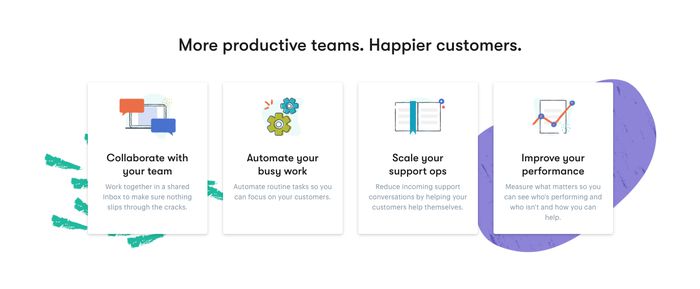 More productive teams. Happier customers.
Collaborate with
your team
Work together in a shared
Inbox to make sure nothing
slips through the cracks.
Automate your
busy work
Automate routine tasks so you
can focus on your customers.
Scale your
support ops
Reduce incoming support
conversations by helping your
customers help themselves.
Improve your
performance
Measure what matters so you
can see who's performing and
who isn't and how you can
help.